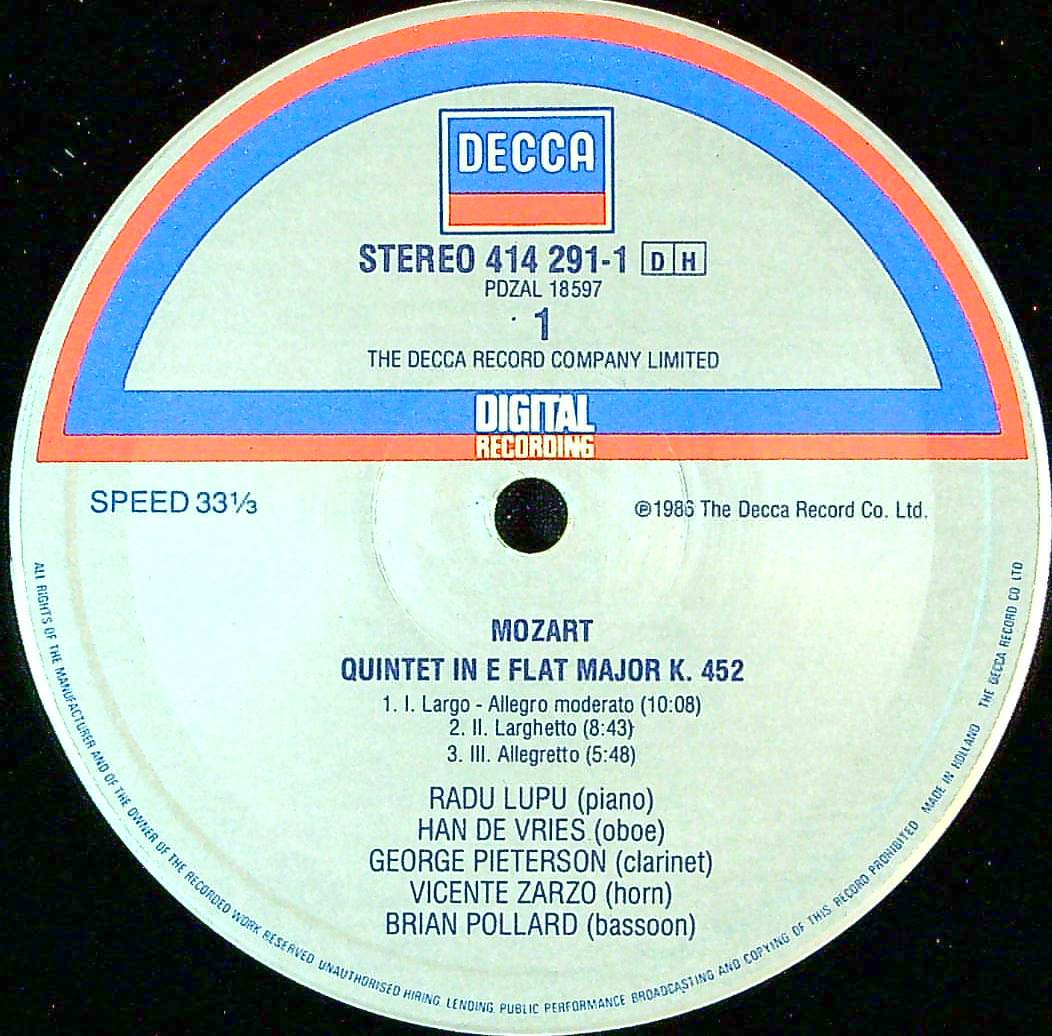 DECCA
STEREO 414 291-1 D H
PDZAL 18597
1
THE DECCA RECORD COMPANY LIMITED
DIGITAL
RECORDING
SPEED 33⅓
℗1986 The Decca Record Co. Ltd.
MOZART
QUINTET IN E FLAT MAJOR K. 452
1. I. Largo - Allegro moderato (10:08)
2. II. Larghetto (8:43)
3. III. Allegretto (5:48)
RADU LUPU (piano)
HAN DE VRIES (oboe)
GEORGE PIETERSON (clarinet)
VICENTE ZARZO (horn)
BRIAN POLLARD (bassoon)
ALL RIGHTS OF THE MANUFACTURER AND OF THE OWNER OF THE RECORDED WORK RESERVED UNAUTHORISED HIRING LENDING PUBLIC PERFORMANCE BROADCASTING AND COPYING OF THIS RECORD PROHIBITED MADE IN HOLLAND THE DECCA RECORD CO LTD